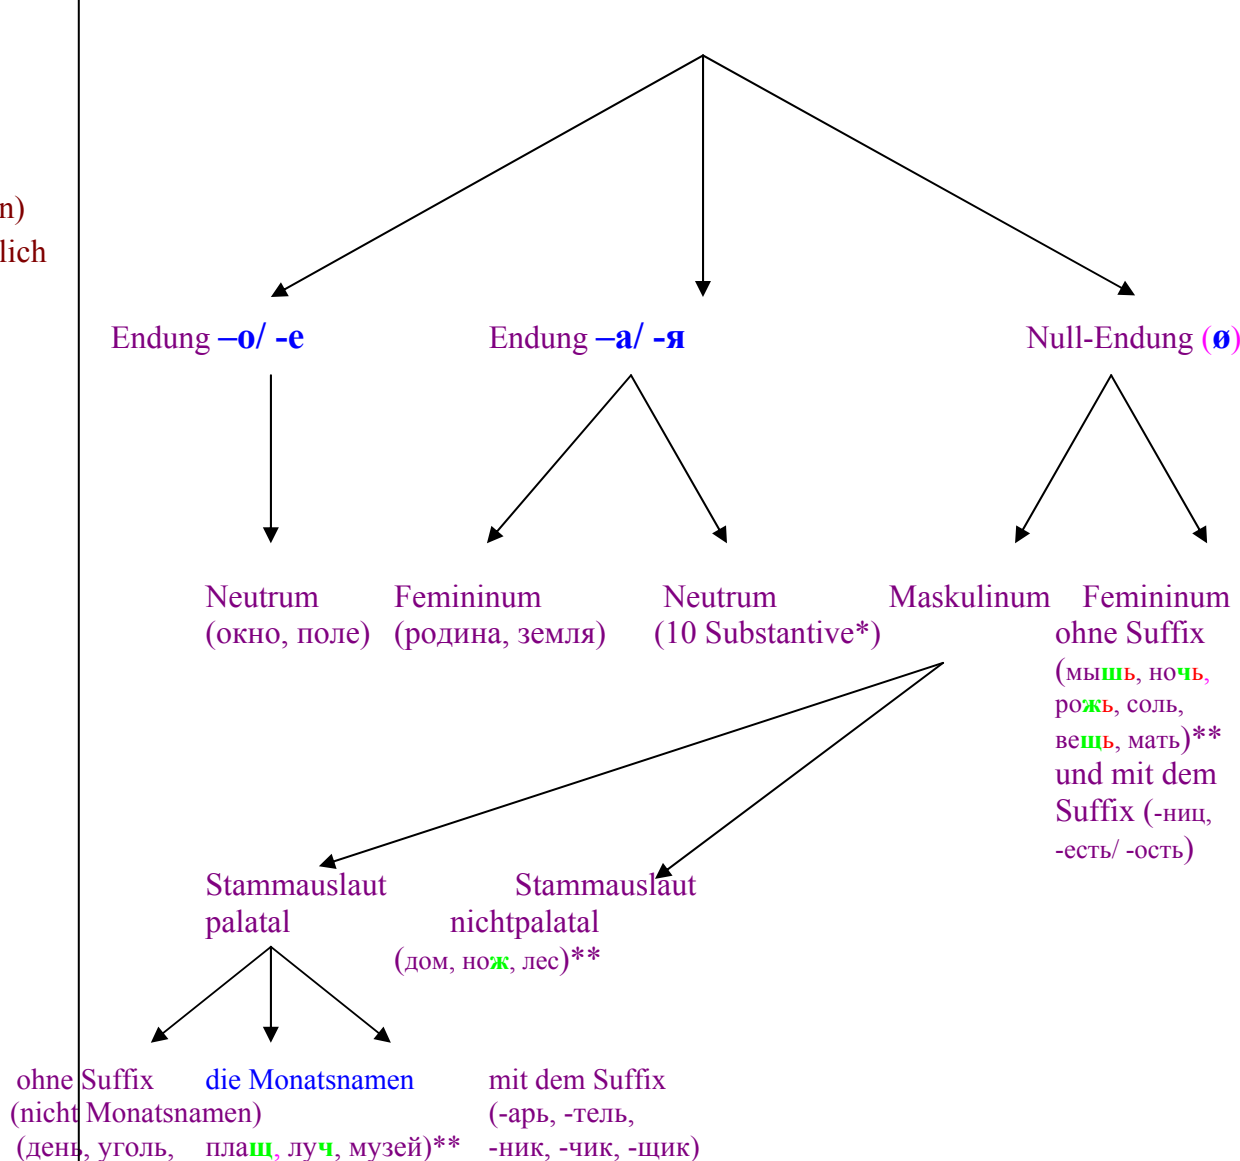 n)
lich
Endung –о/ -е Endung –а/ -я Null-Endung (ø)
Neutrum Femininum Neutrum Maskulinum Femininum
(окно, поле) (родина, земля) (10 Substantive*) ohne Suffix
(мышь, ночь,
рожь, соль,
вещь, мать)**
und mit dem
Suffix (-ниц,
-есть/ -ость)
Stammauslaut Stammauslaut
palatal nichtpalatal
(дом, нож, лес)**
ohne Suffix die Monatsnamen mit dem Suffix
(nicht Monatsnamen) (-арь, -тель,
(день, уголь, плащ, луч, музей)** -ник, -чик, -щик)